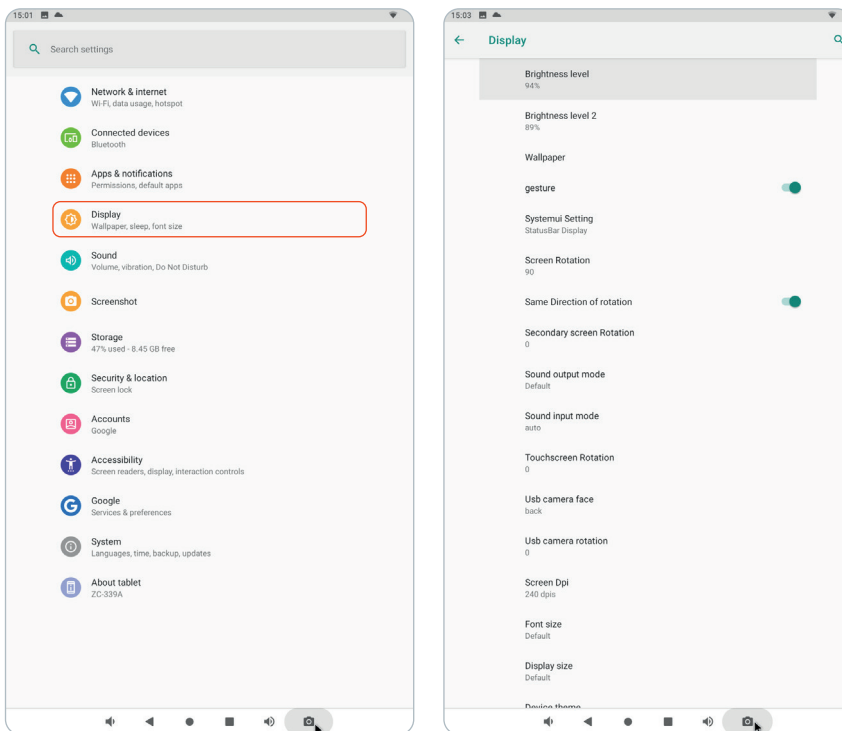 15:01
Search settings
Network & internet
Wi-Fi, data usage, hotspot
Connected devices
Bluetooth
Apps & notifications
Permissions, default apps
Display
Wallpaper, sleep, font size
Sound
Volume, vibration, Do Not Disturb
Screenshot
Storage
47% used - 8.45 GB free
Security & location
Screen lock
Accounts
Google
Accessibility
Screen readers, display, interaction controls
Google
Services & preferences
System
Languages, time, backup, updates
About tablet
ZC-339A
15:03
Display
Brightness level
94%
Brightness level 2
89%
Wallpaper
gesture
Systemui Setting
StatusBar Display
Screen Rotation
90
Same Direction of rotation
Secondary screen Rotation
0
Sound output mode
Default
Sound input mode
auto
Touchscreen Rotation
0
Usb camera face
back
Usb camera rotation
0
Screen Dpi
240 dpis
Font size
Default
Display size
Default
Device theme